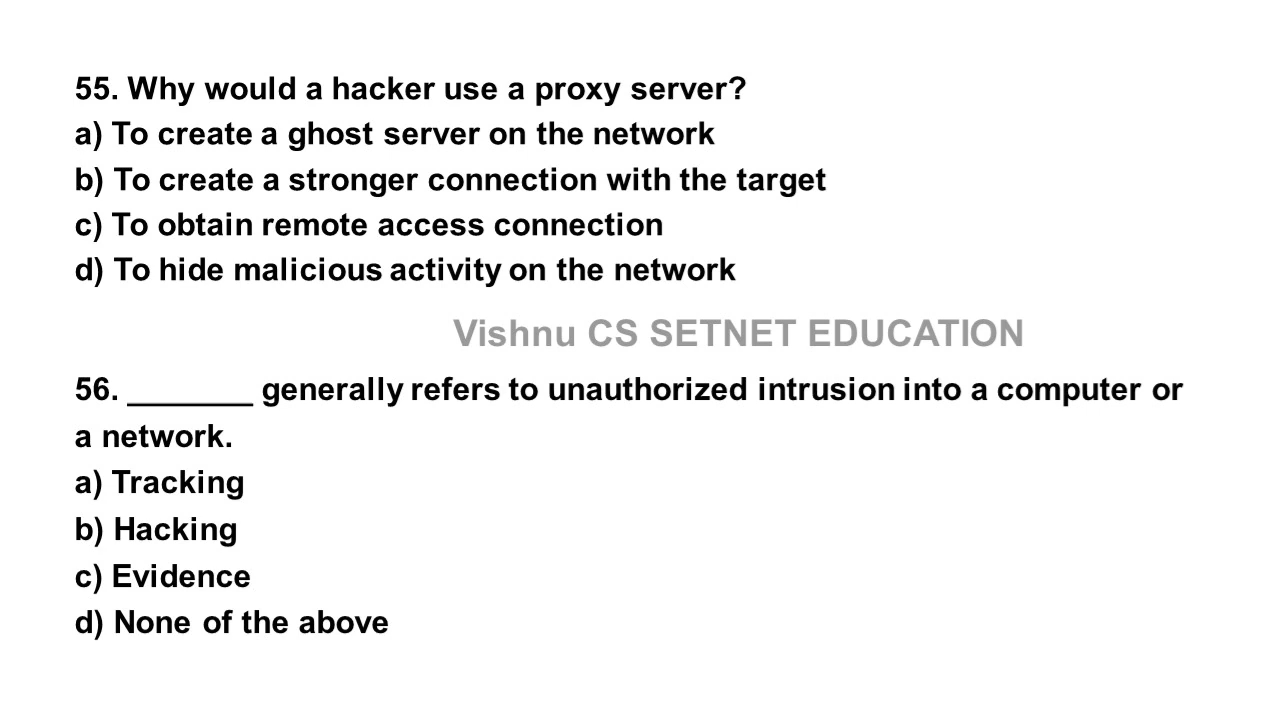 55. Why would a hacker use a proxy server?
a) To create a ghost server on the network
b) To create a stronger connection with the target
c) To obtain remote access connection
d) To hide malicious activity on the network
Vishnu CS SETNET EDUCATION
56. _______ generally refers to unauthorized intrusion into a computer or
a network.
a) Tracking
b) Hacking
c) Evidence
d) None of the above